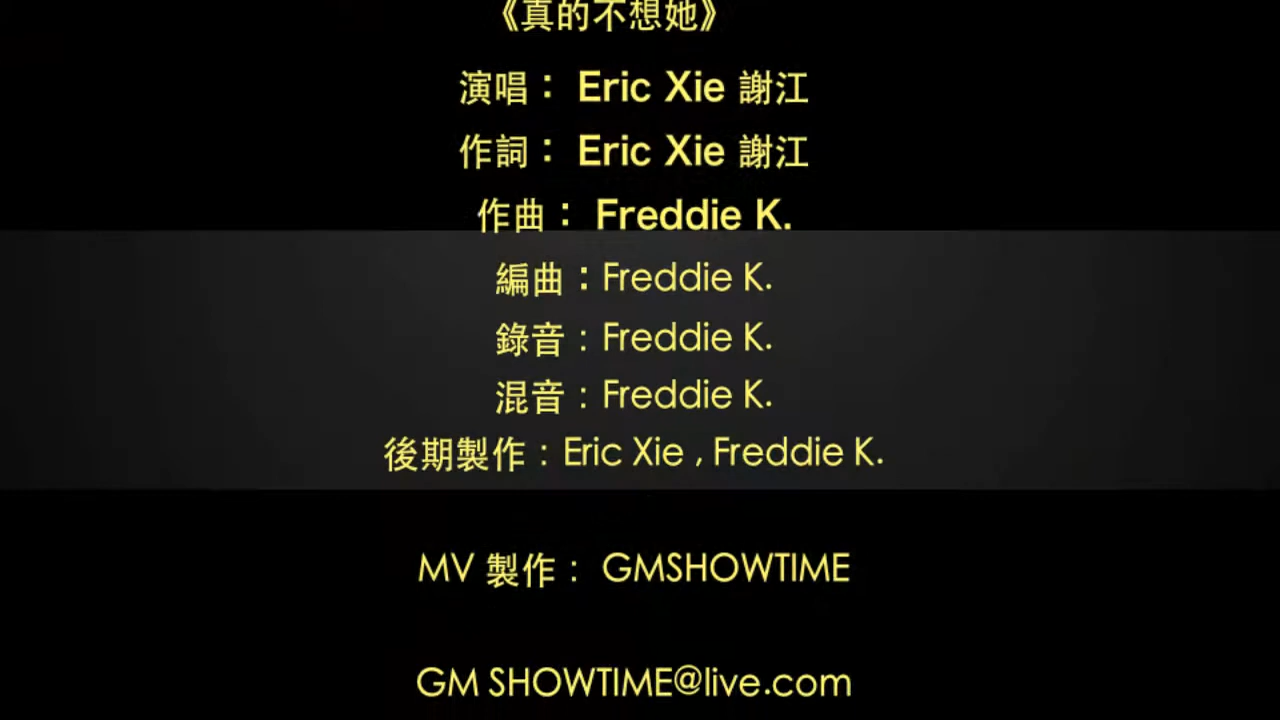 《真的不想她》
演唱： Eric Xie 謝江
作詞： Eric Xie 謝江
作曲： Freddie K.
編曲：Freddie K.
錄音：Freddie K.
混音：Freddie K.
後期製作：Eric Xie , Freddie K.
MV 製作： GMSHOWTIME
GM SHOWTIME@live.com